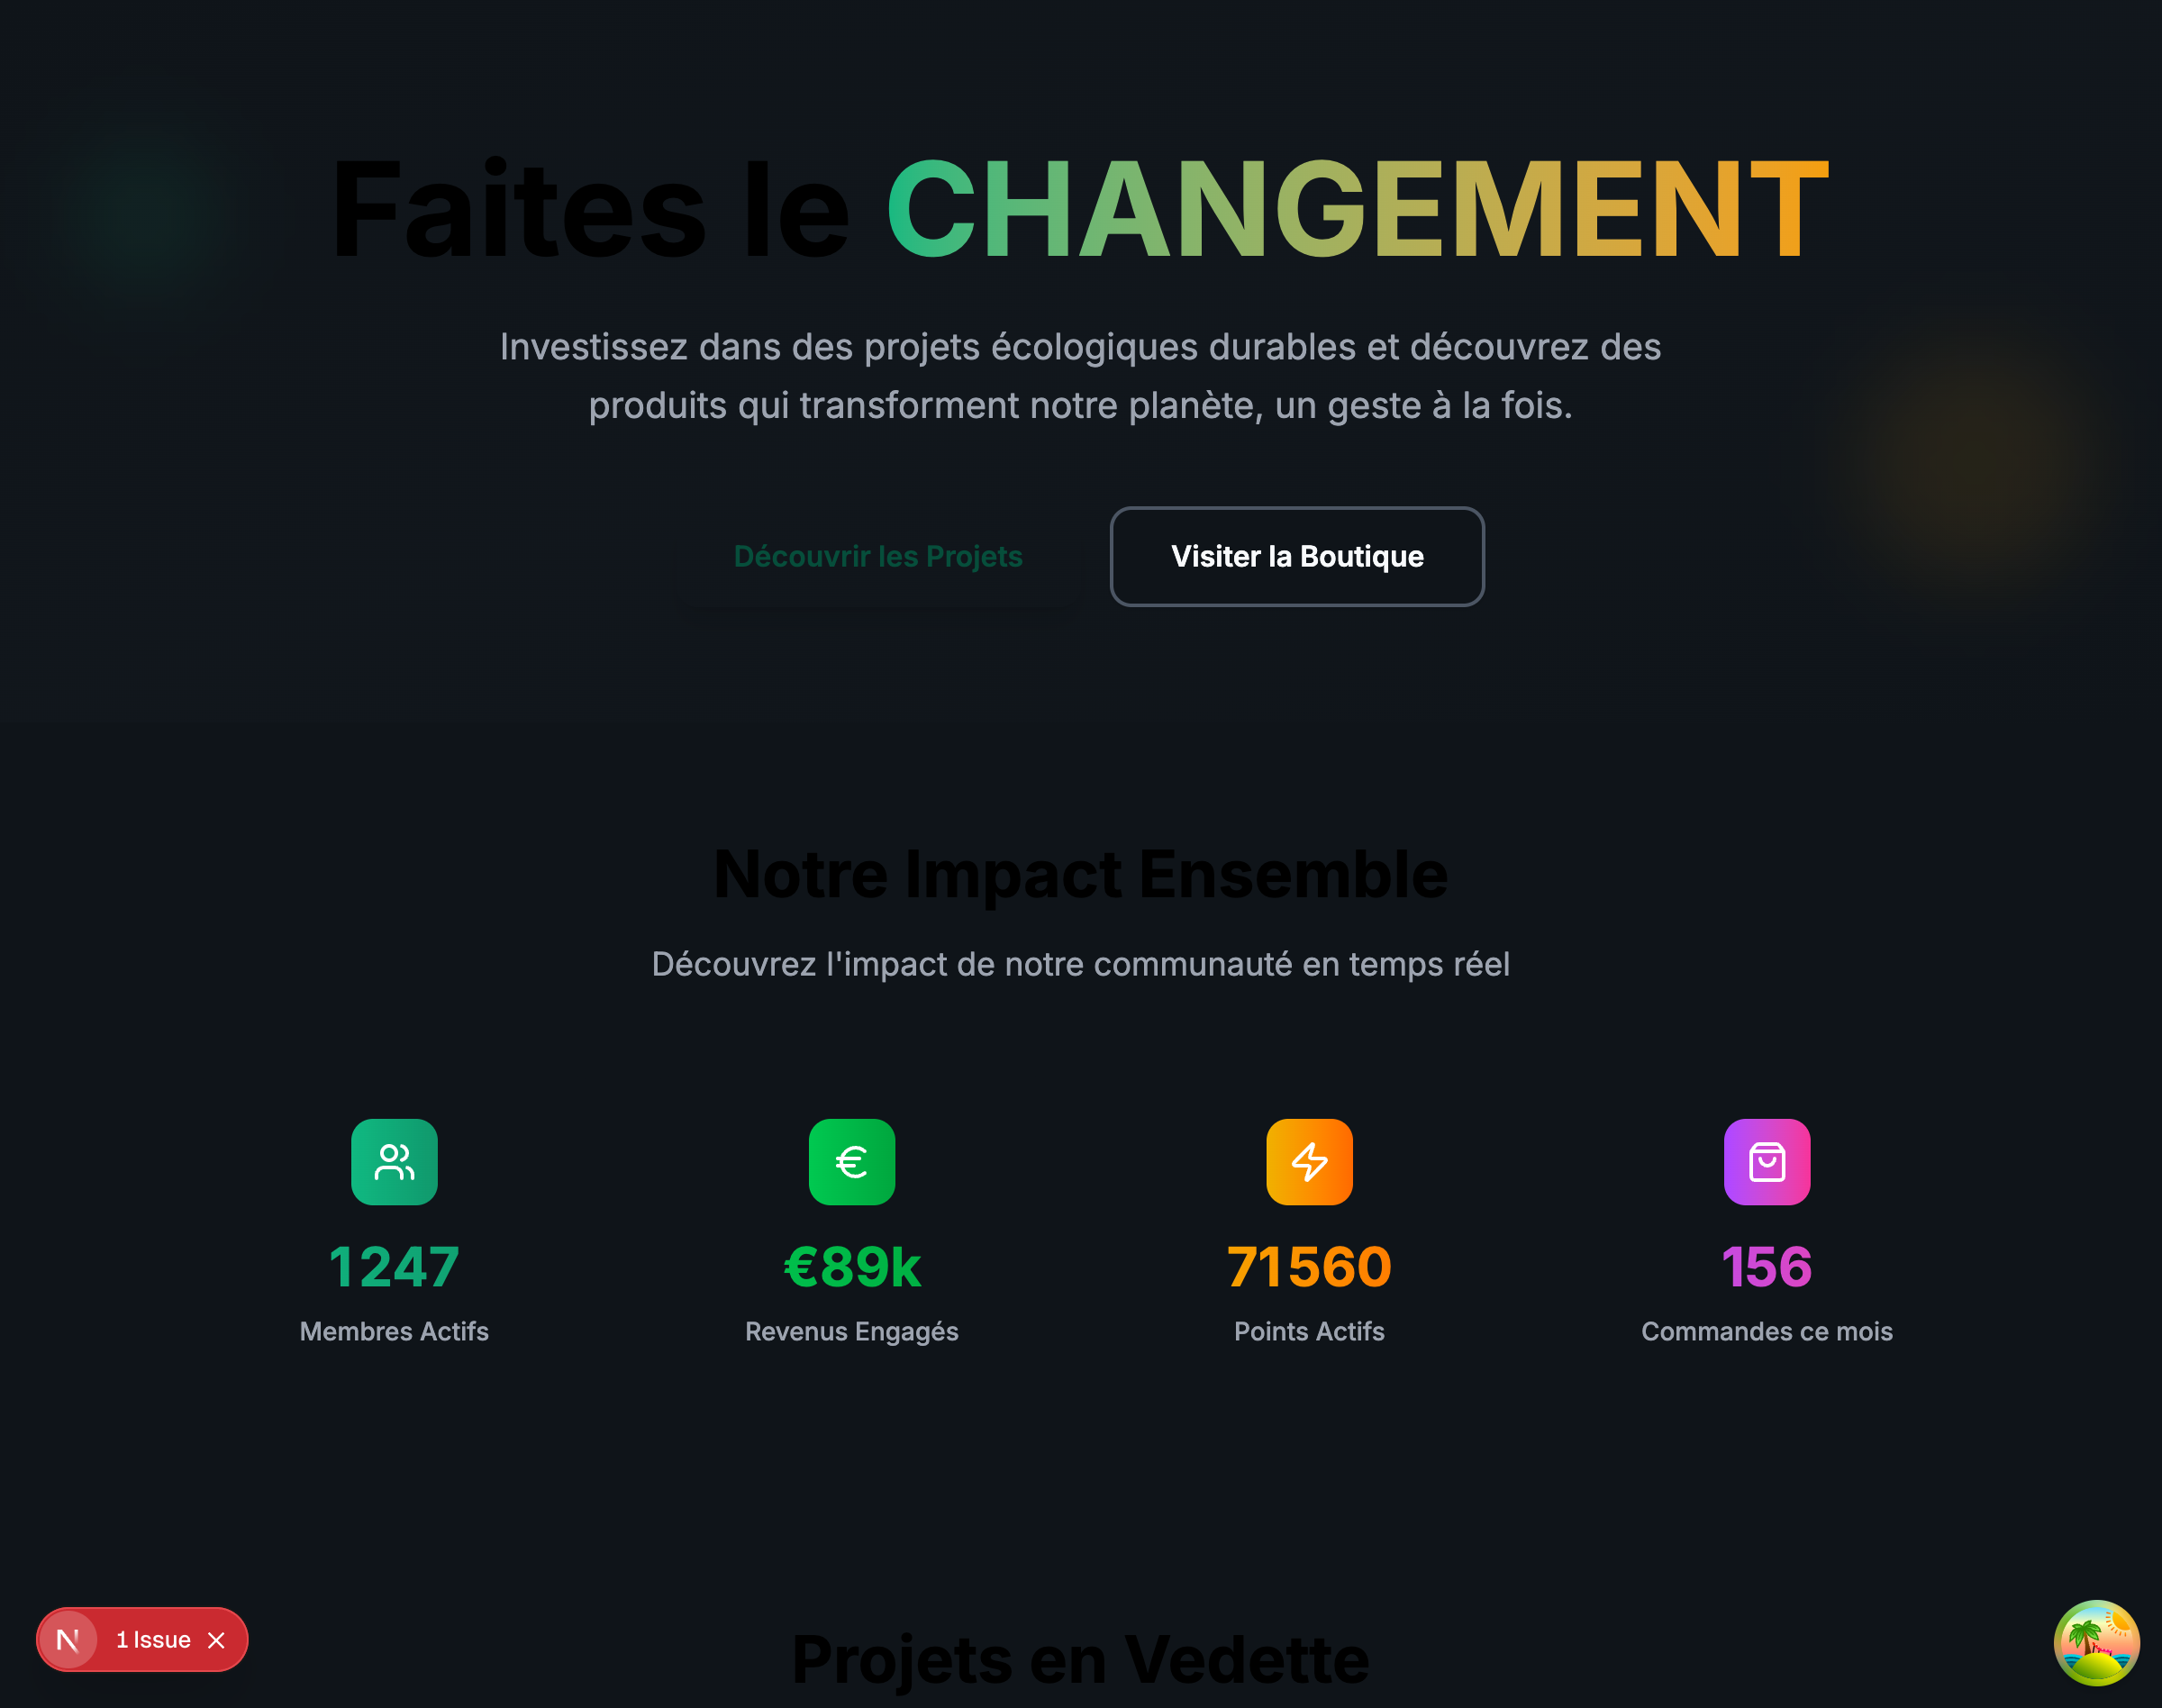 Faites le CHANGEMENT
Investissez dans des projets écologiques durables et découvrez des
produits qui transforment notre planète, un geste à la fois.
Découvrir les Projets
Visiter la Boutique
Notre Impact Ensemble
Découvrez l'impact de notre communauté en temps réel
1247
Membres Actifs
€89k
Revenus Engagés
71560
Points Actifs
156
Commandes ce mois
N 1 Issue
Projets en Vedette